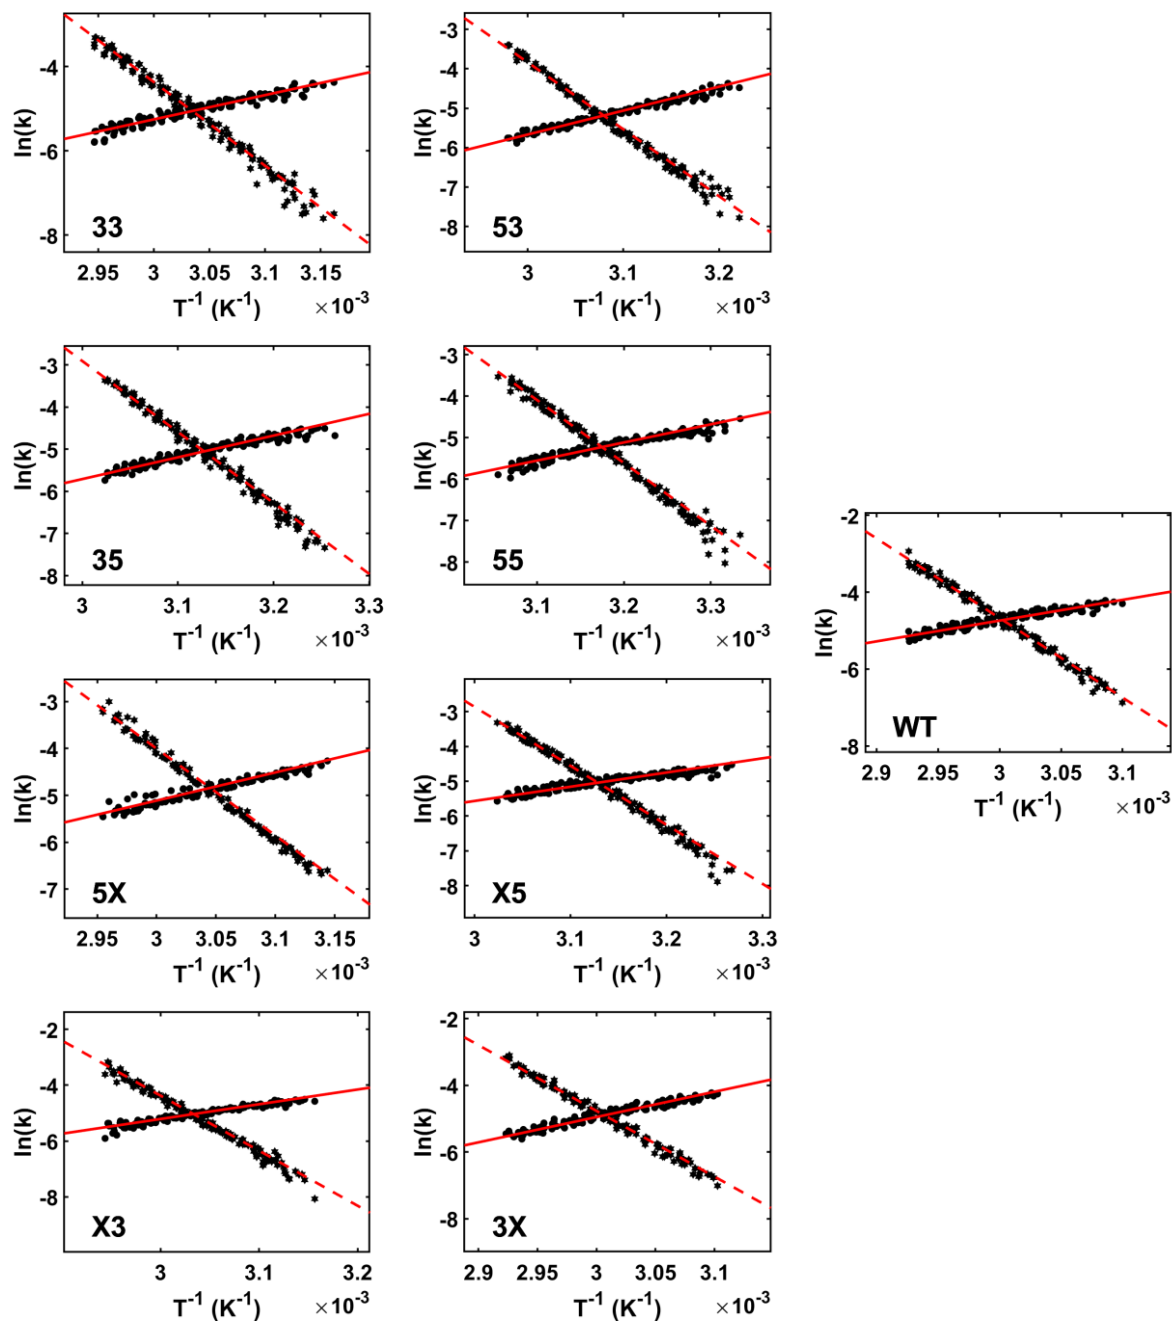 -4
-6
-8
ln(k)
33
2.95 3 3.05 3.1 3.15
T-1 (K-1) ×10-3
-3
-4
-5
-6
-7
-8
ln(k)
53
3 3.1 3.2
T-1 (K-1) ×10-3
-3
-4
-5
-6
-7
-8
ln(k)
35
3 3.1 3.2 3.3
T-1 (K-1) ×10-3
-3
-4
-5
-6
-7
-8
ln(k)
55
3.1 3.2 3.3
T-1 (K-1) ×10-3
-2
-4
-6
-8
ln(k)
WT
2.9 2.95 3 3.05 3.1
T-1 (K-1) ×10-3
-3
-4
-5
-6
-7
ln(k)
5X
2.95 3 3.05 3.1 3.15
T-1 (K-1) ×10-3
-3
-4
-5
-6
-7
-8
ln(k)
X5
3 3.1 3.2 3.3
T-1 (K-1) ×10-3
-2
-4
-6
-8
ln(k)
X3
3 3.1 3.2
T-1 (K-1) ×10-3
-2
-4
-6
-8
ln(k)
3X
2.9 2.95 3 3.05 3.1
T-1 (K-1) ×10-3